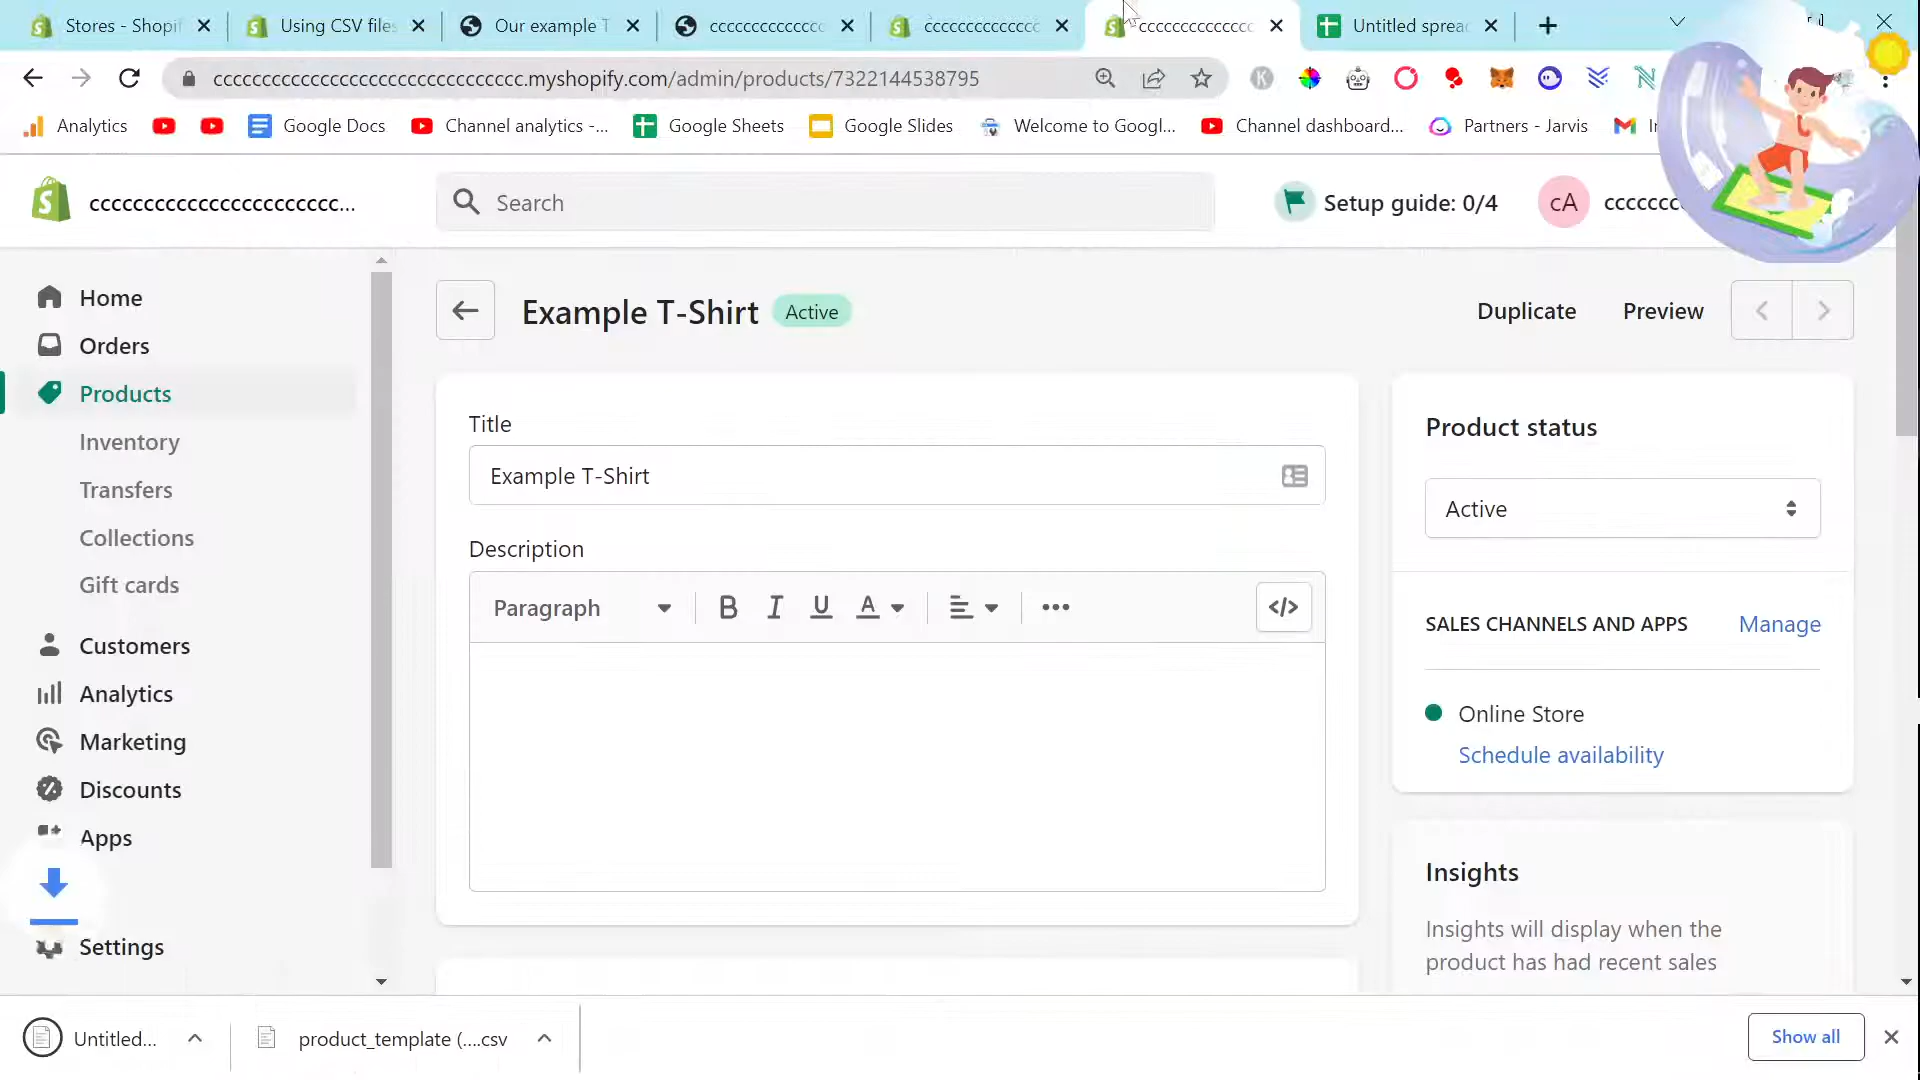 Stores - Shopif
Using CSV files
Our example T
cccccccccccccc
cccccccccccccc
cccccccccccccc
Untitled sprea
cccccccccccccccccccccccccccccccc.myshopify.com/admin/products/7322144538795
Analytics
Google Docs
Channel analytics -...
Google Sheets
Google Slides
Welcome to Googl...
Channel dashboard...
Partners - Jarvis
cccccccccccccccccccccccc...
Search
Setup guide: 0/4
cA
ccccccc
Home
Orders
Products
Inventory
Transfers
Collections
Gift cards
Customers
Analytics
Marketing
Discounts
Apps
Settings
Example T-Shirt
Active
Duplicate
Preview
Title
Example T-Shirt
Description
Paragraph
B I U A
</>
Product status
Active
SALES CHANNELS AND APPS
Manage
Online Store
Schedule availability
Insights
Insights will display when the
product has had recent sales
Untitled...
product_template (....csv
Show all